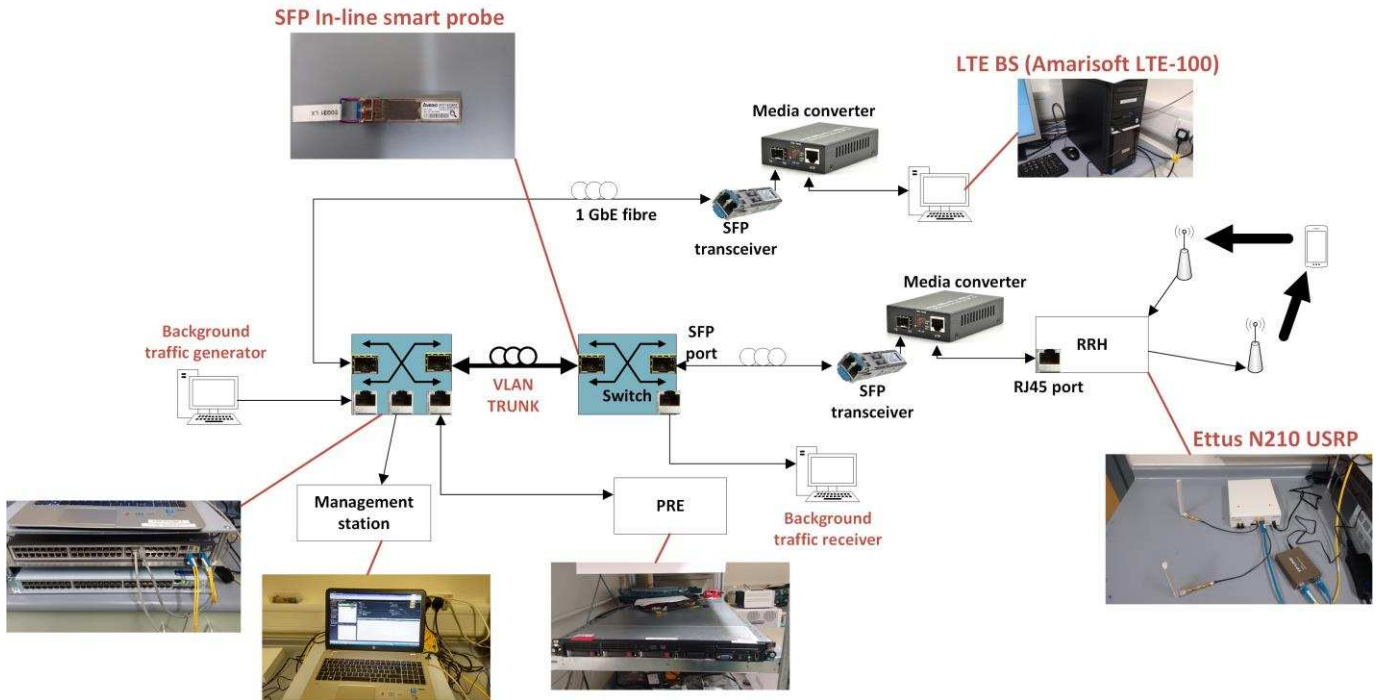 SFP In-line smart probe
LTE BS (Amarisoft LTE-100)
Media converter
1 GbE fibre
SFP
transceiver
Media converter
Background
traffic generator
SFP
port
VLAN
TRUNK
Switch
SFP
transceiver
RRH
RJ45 port
Ettus N210 USRP
Management
station
PRE
Background
traffic receiver